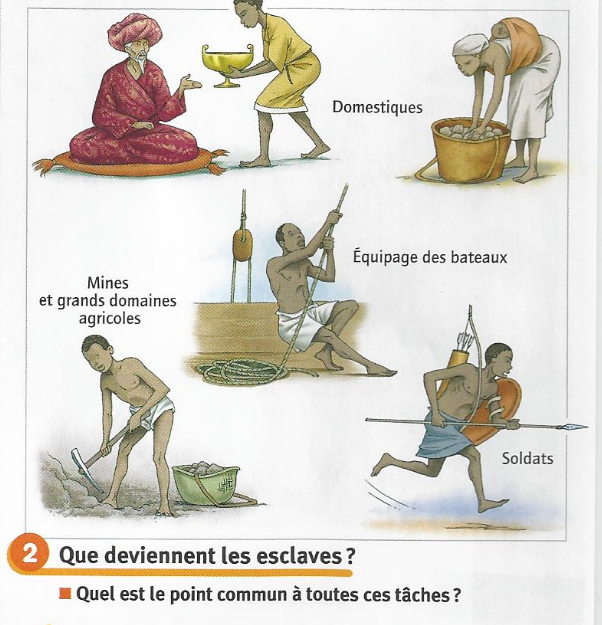 Domestiques
Équipage des bateaux
Mines
et grands domaines
agricoles
Soldats
2 Que deviennent les esclaves ?
Quel est le point commun à toutes ces tâches ?